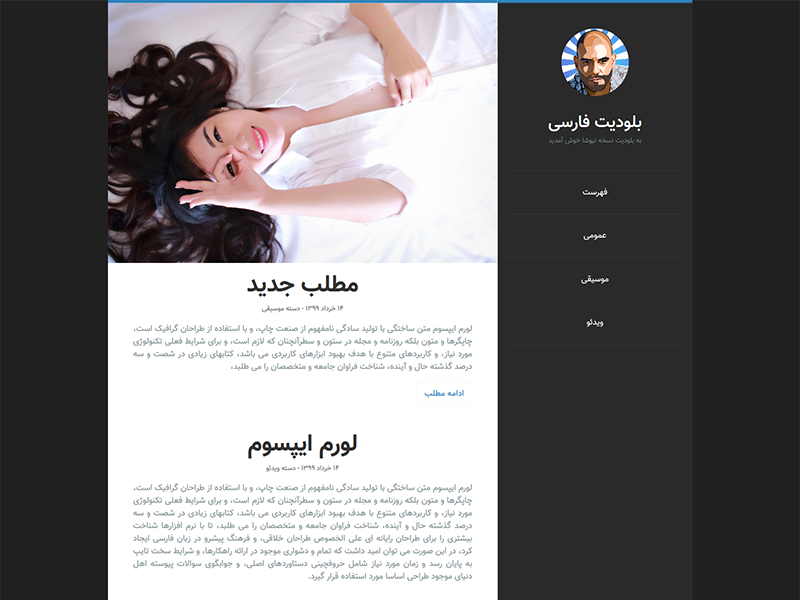 بلودیت فارسی
به بلودیت نسخه نیوشا خوش آمدید
فهرست
عمومی
موسیقی
ویدئو
مطلب جدید
۱۴ خرداد ۱۳۹۹ - دسته موسیقی
لورم ایپسوم متن ساختگی با تولید سادگی نامفهوم از صنعت چاپ، و با استفاده از طراحان گرافیک است،
چاپگرها و متون بلکه روزنامه و مجله در ستون و سطرآنچنان که لازم است، و برای شرایط فعلی تکنولوژی
مورد نیاز، و کاربردهای متنوع با هدف بهبود ابزارهای کاربردی می باشد، کتابهای زیادی در شصت و سه
درصد گذشته حال و آینده، شناخت فراوان جامعه و متخصصان را می طلبد،
ادامه مطلب
لورم ایپسوم
۱۴ خرداد ۱۳۹۹ - دسته ویدئو
لورم ایپسوم متن ساختگی با تولید سادگی نامفهوم از صنعت چاپ، و با استفاده از طراحان گرافیک است،
چاپگرها و متون بلکه روزنامه و مجله در ستون و سطرآنچنان که لازم است، و برای شرایط فعلی تکنولوژی
مورد نیاز، و کاربردهای متنوع با هدف بهبود ابزارهای کاربردی می باشد، کتابهای زیادی در شصت و سه
درصد گذشته حال و آینده، شناخت فراوان جامعه و متخصصان را می طلبد، تا با نرم افزارها شناخت
بیشتری را برای طراحان رایانه ای علی الخصوص طراحان خلاقی، و فرهنگ پیشرو در زبان فارسی ایجاد
کرد، در این صورت می توان امید داشت که تمام و دشواری موجود در ارائه راهکارها، و شرایط سخت تایپ
به پایان رسد و زمان مورد نیاز شامل حروفچینی دستاوردهای اصلی، و جوابگوی سوالات پیوسته اهل
دنیای موجود طراحی اساسا مورد استفاده قرار گیرد.